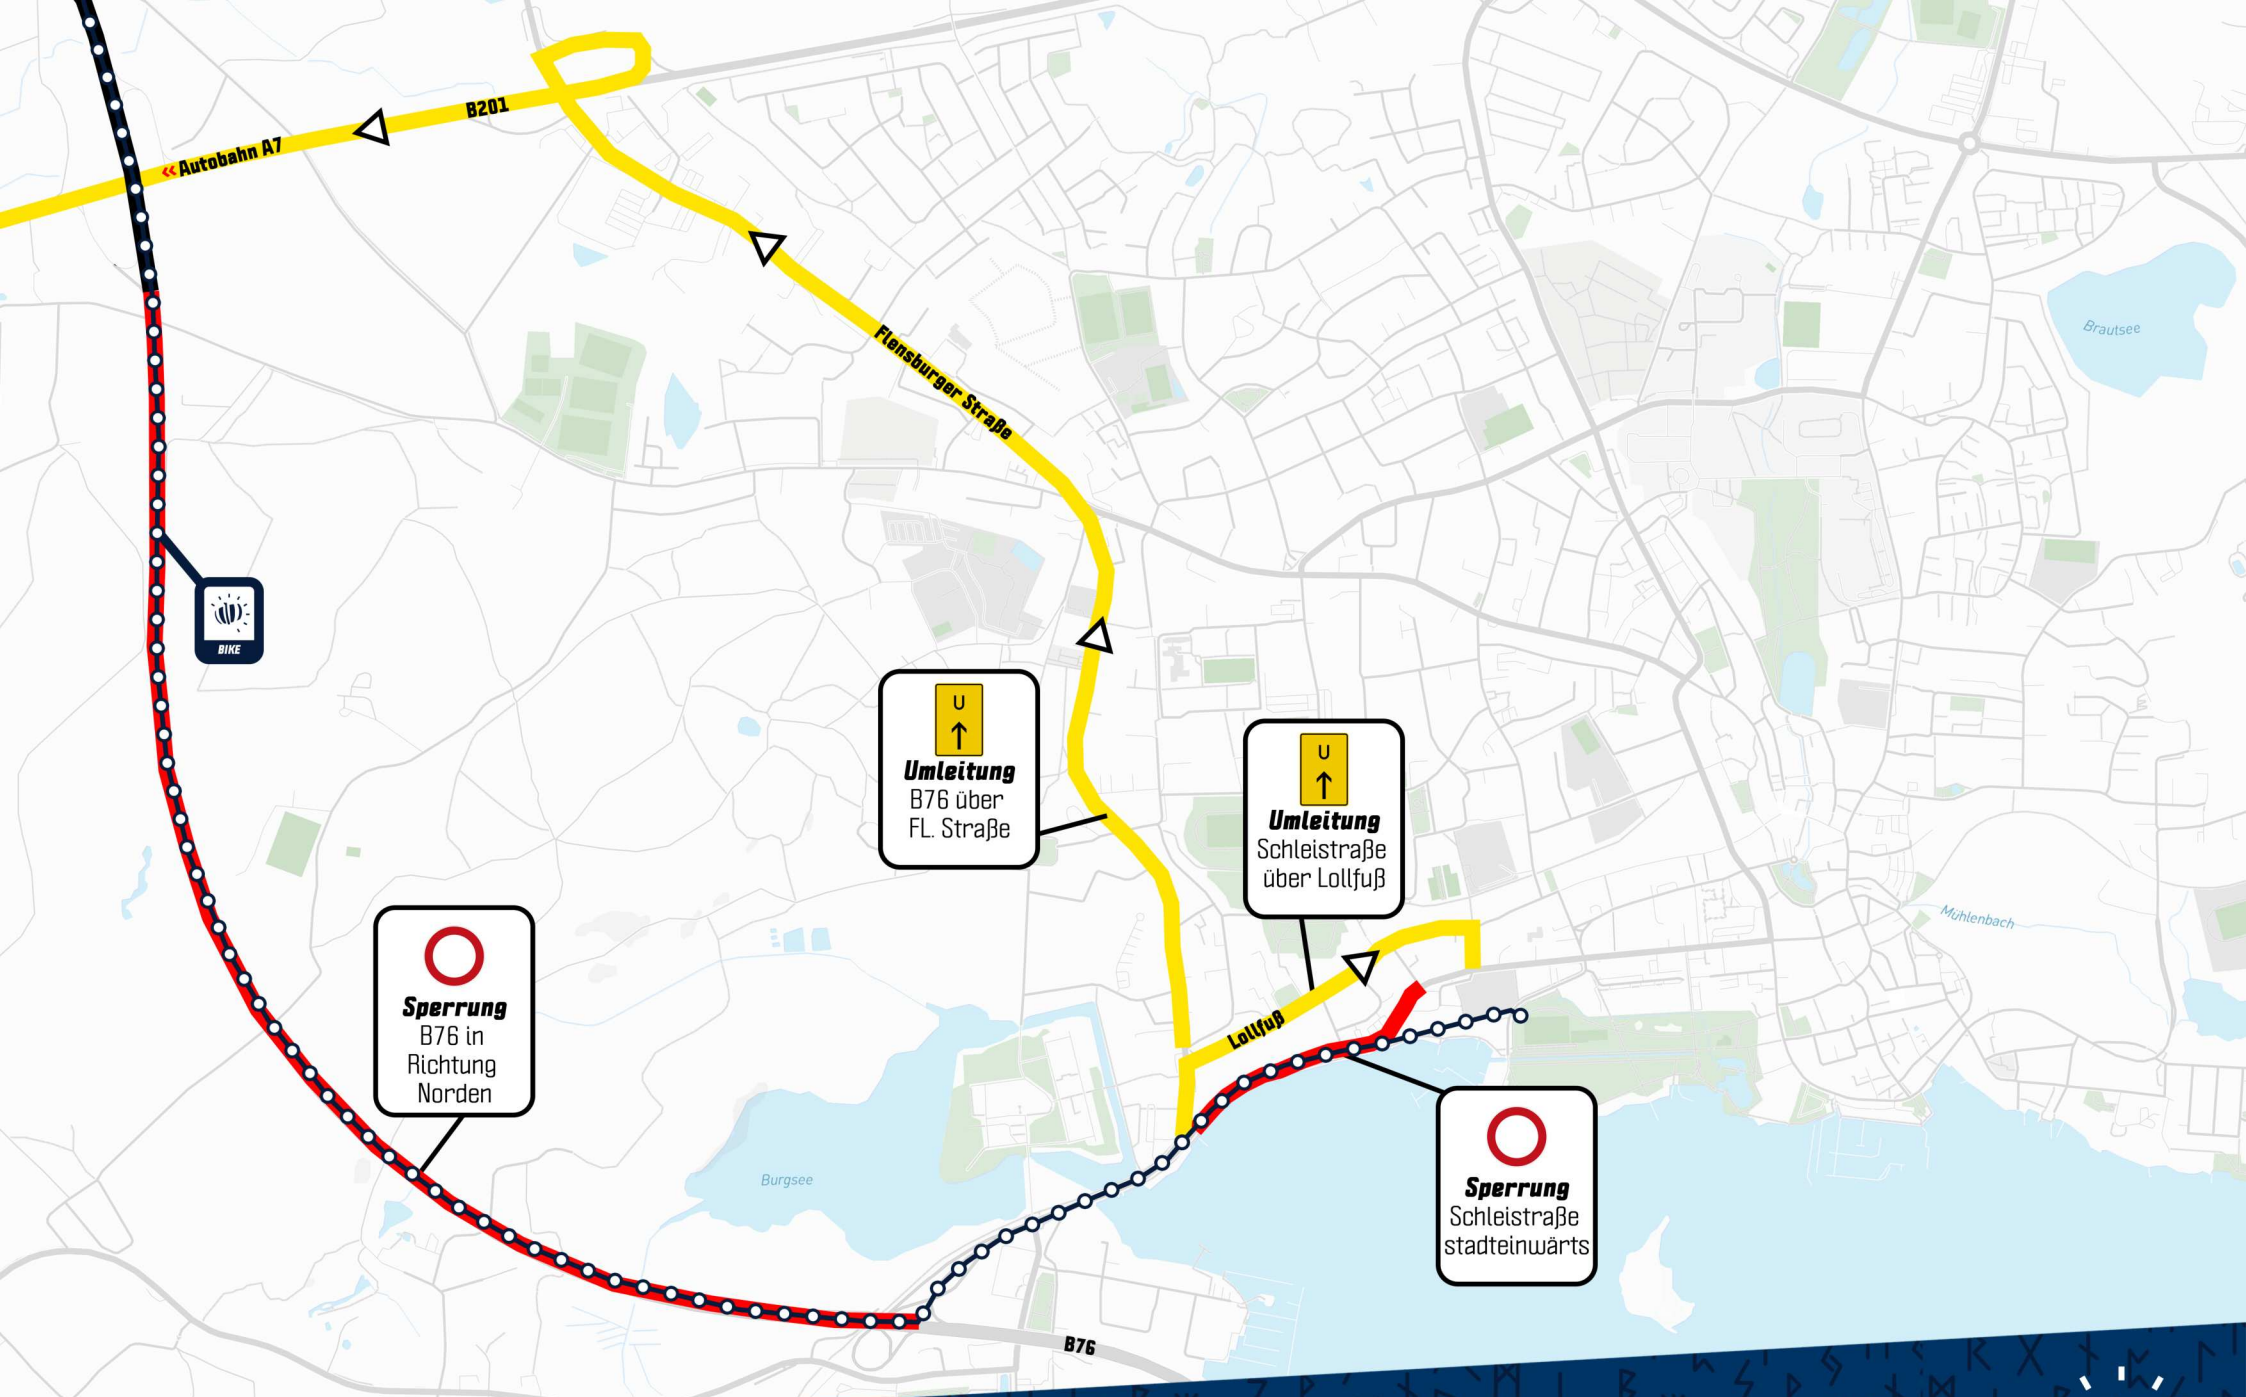 B201
« Autobahn A7
Flensburger Straße
Brautsee
BIKE
U
Umleitung
B76 über
FL. Straße
U
Umleitung
Schleistraße
über Lollfuß
Mühlenbach
Sperrung
B76 in
Richtung
Norden
Lollfuß
Burgsee
Sperrung
Schleistraße
stadteinwärts
B76